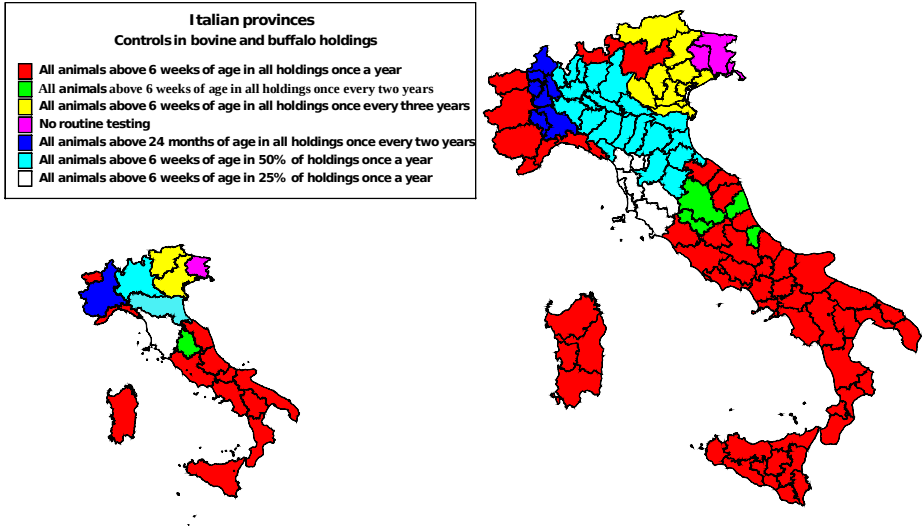 Italian provinces
Controls in bovine and buffalo holdings
All animals above 6 weeks of age in all holdings once a year
All animals above 6 weeks of age in all holdings once every two years
All animals above 6 weeks of age in all holdings once every three years
No routine testing
All animals above 24 months of age in all holdings once every two years
All animals above 6 weeks of age in 50% of holdings once a year
All animals above 6 weeks of age in 25% of holdings once a year